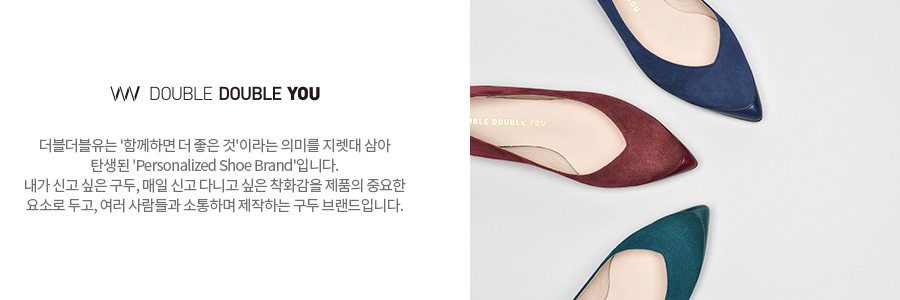 VVV DOUBLE DOUBLE YOU
더블더블유는 '함께하면 더 좋은 것'이라는 의미를 지렛대 삼아
탄생된 'Personalized Shoe Brand'입니다.
내가 신고 싶은 구두, 매일 신고 다니고 싶은 착화감을 제품의 중요한
요소로 두고, 여러 사람들과 소통하며 제작하는 구두 브랜드입니다.
YOU
UBLE DOUBLE YOU